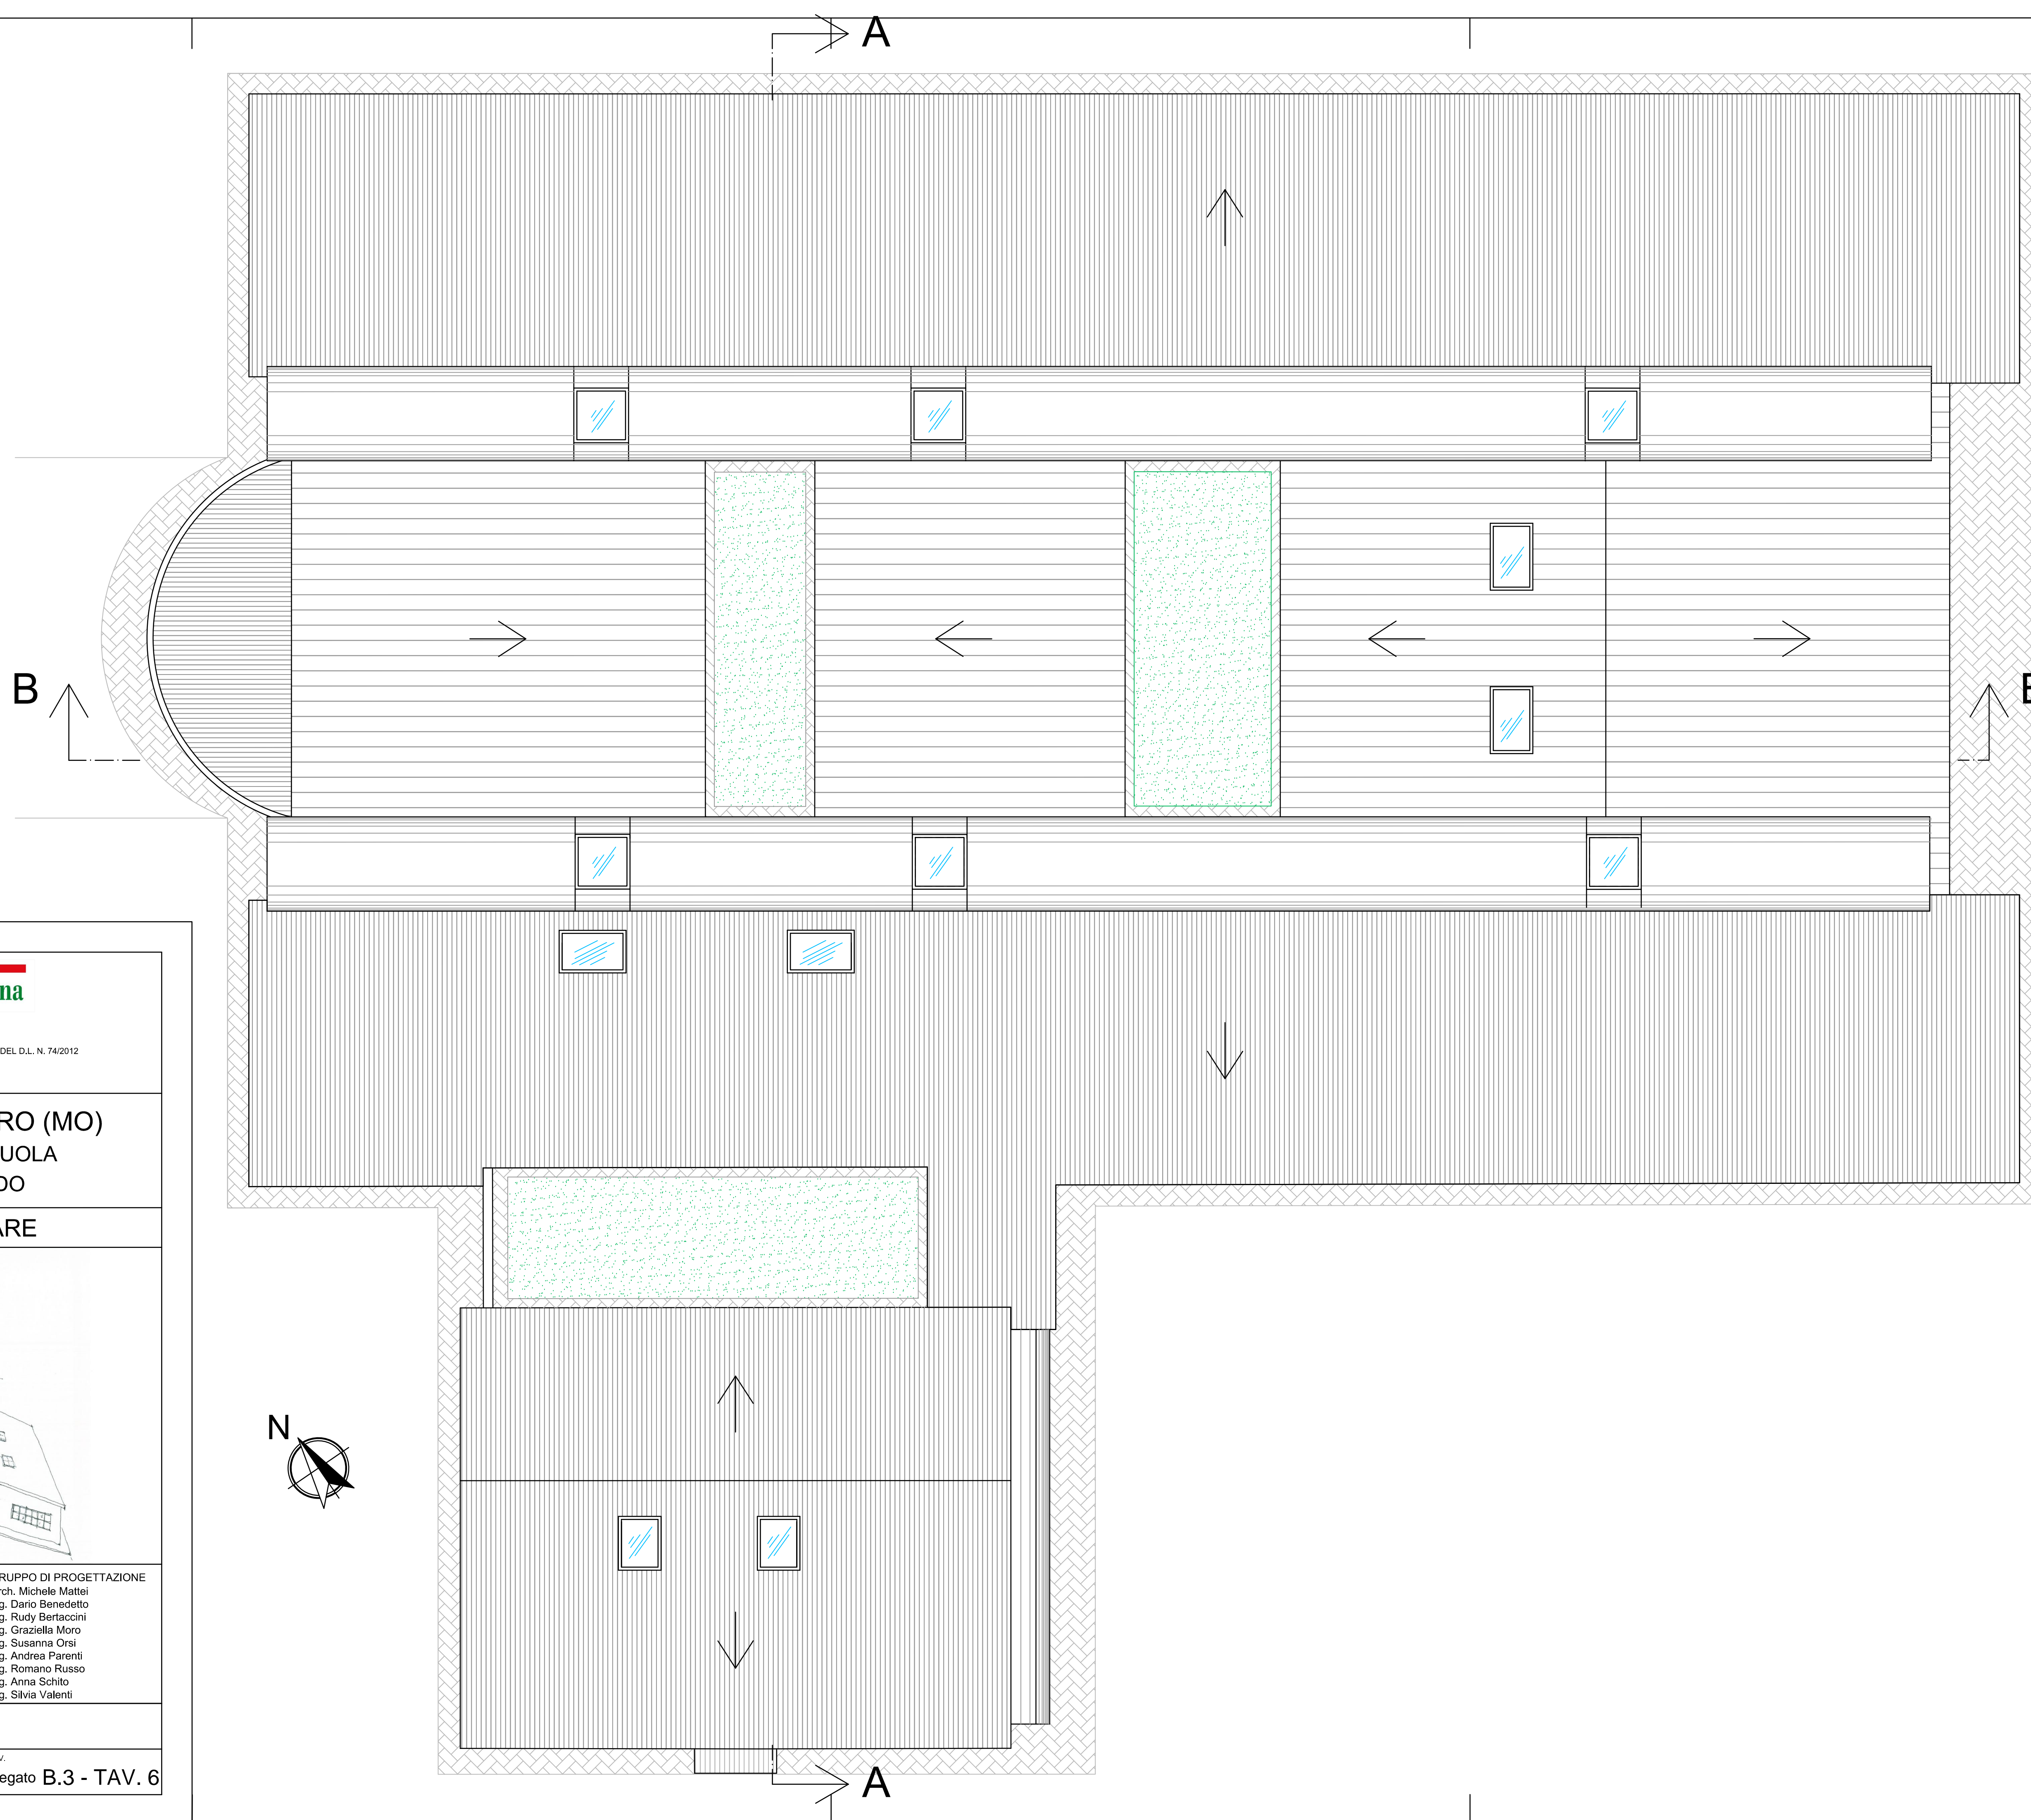 A
B
na
DEL D.L. N. 74/2012
RO (MO)
UOLA
DO
ARE
N
RUPPO DI PROGETTAZIONE
rch. Michele Mattei
g. Dario Benedetto
g. Rudy Bertaccini
g. Graziella Moro
g. Susanna Orsi
g. Andrea Parenti
g. Romano Russo
g. Anna Schito
g. Silvia Valenti
V.
egato B.3 - TAV. 6
A